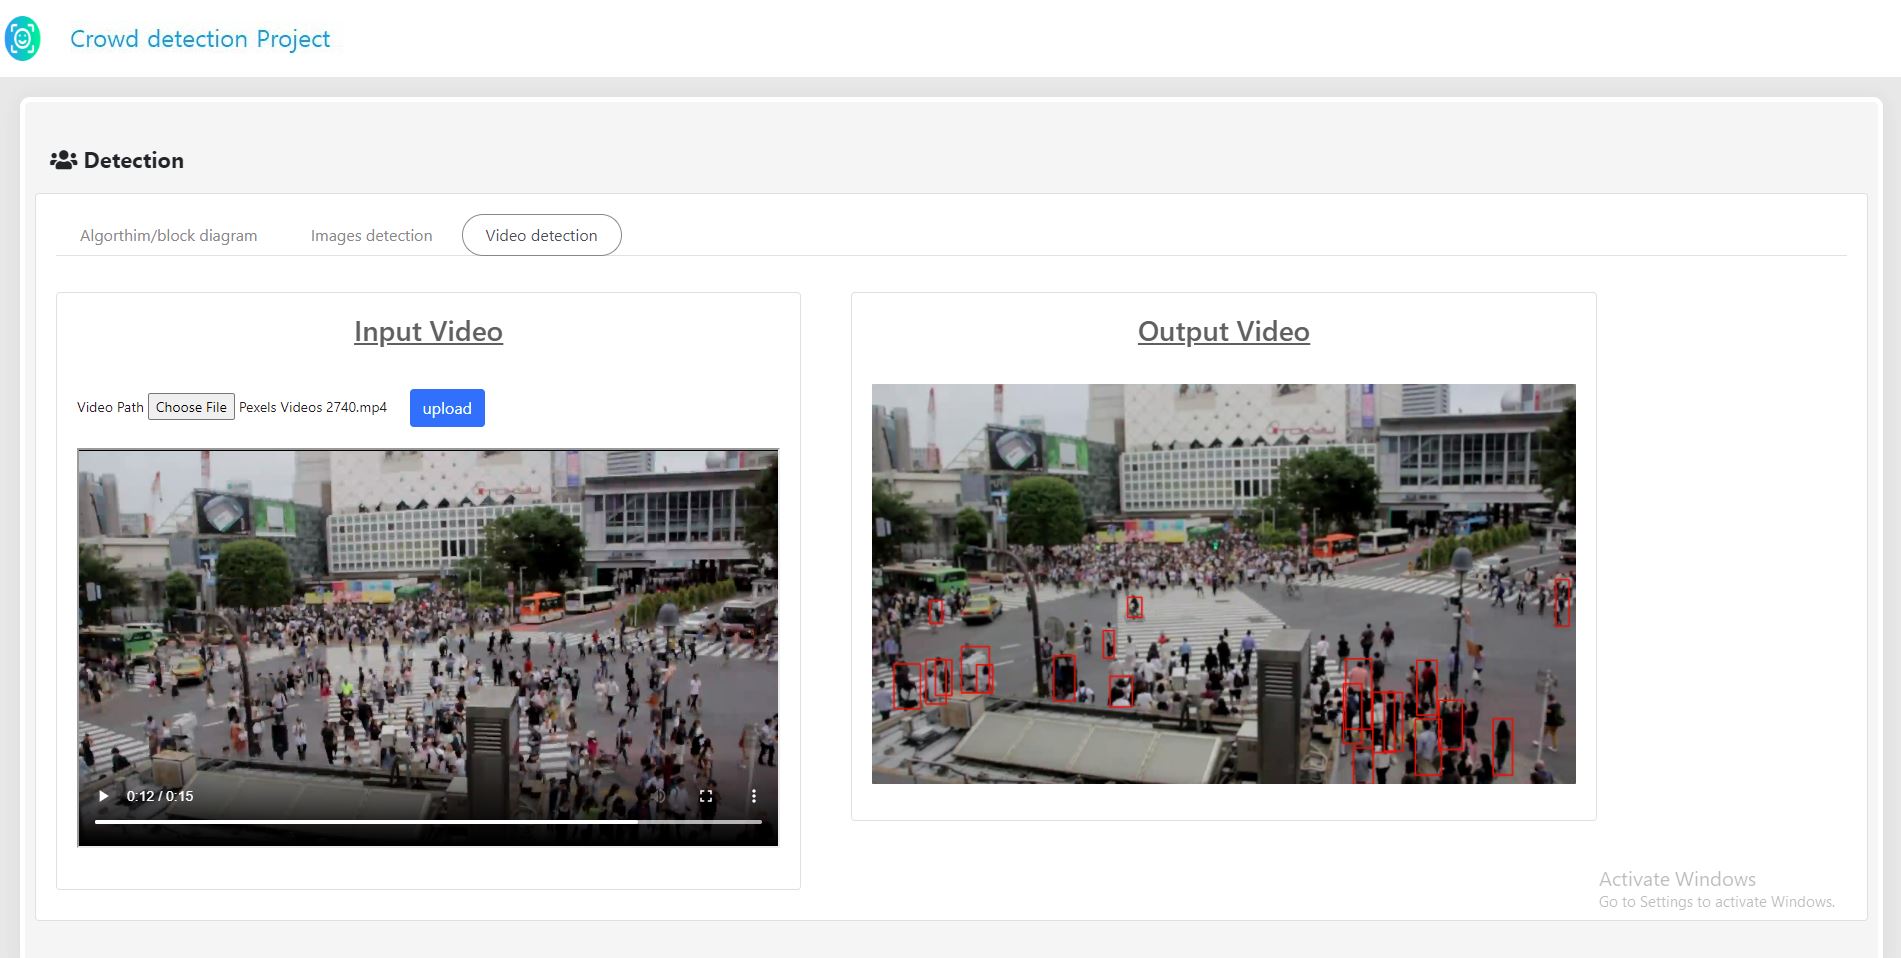 Crowd detection Project
Detection
Algorthim/block diagram
Images detection
Video detection
Input Video
Video Path Choose File Pexels Videos 2740.mp4 upload
0:12 / 0:15
Output Video
Activate Windows
Go to Settings to activate Windows.